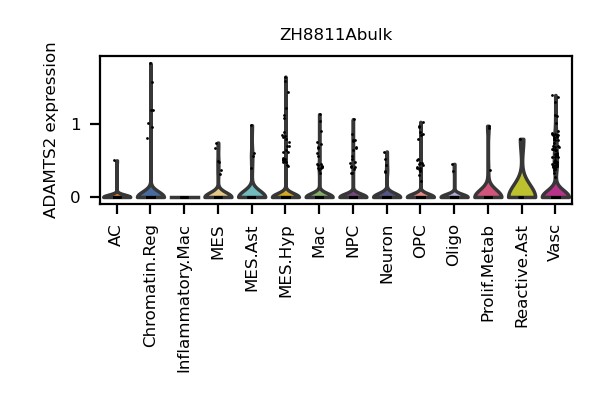 ZH8811Abulk
ADAMTS2 expression
1
0
AC
Chromatin.Reg
Inflammatory.Mac
MES
MES.Ast
MES.Hyp
Mac
NPC
Neuron
OPC
Oligo
Prolif.Metab
Reactive.Ast
Vasc